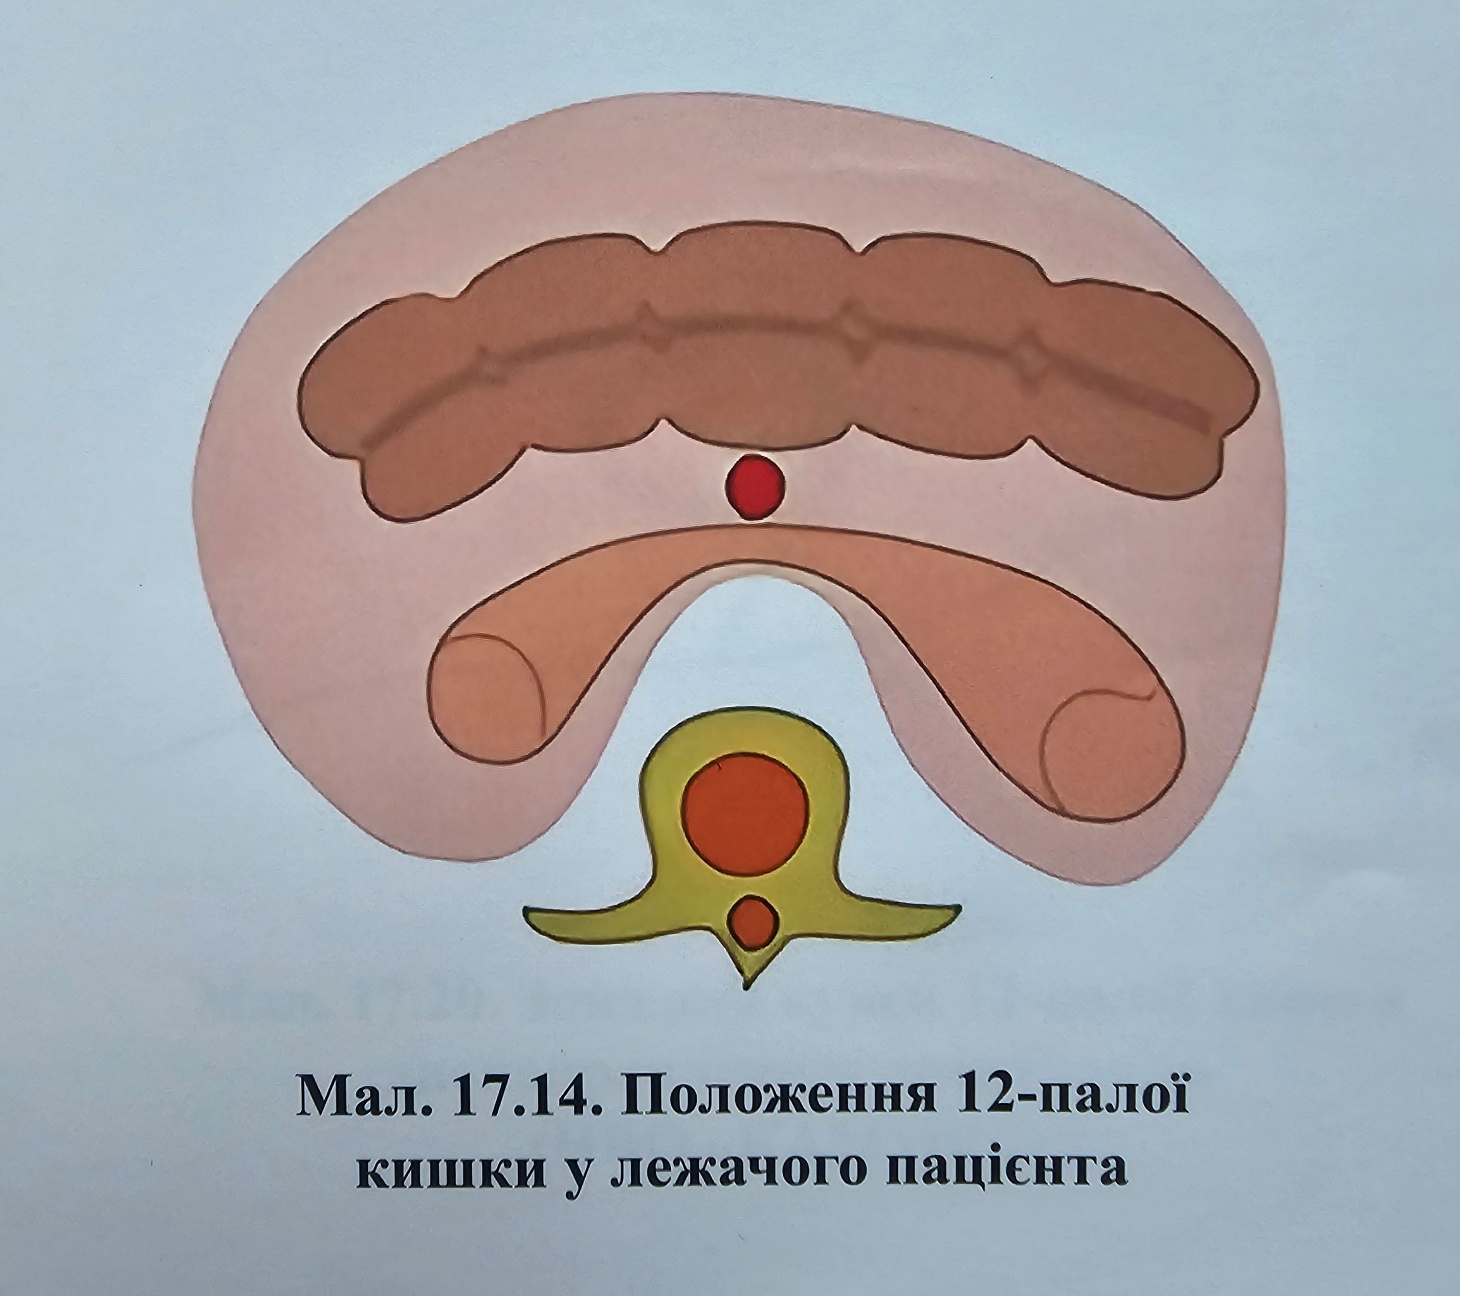 Мал. 17.14. Положення 12-палої
кишки у лежачого пацієнта